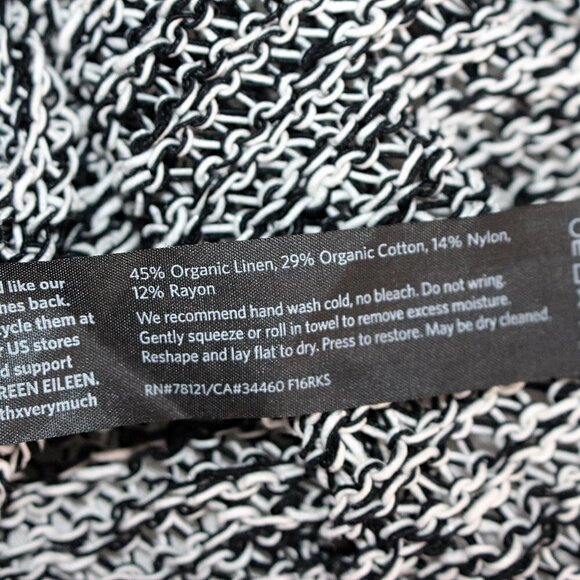 d like our
hes back.
cycle them at
r US stores
d support
REEN EILEEN.
thxverymuch
45% Organic Linen, 29% Organic Cotton, 14% Nylon,
12% Rayon
We recommend hand wash cold, no bleach. Do not wring.
Gently squeeze or roll in towel to remove excess moisture.
Reshape and lay flat to dry. Press to restore. May be dry cleaned.
RN#78121/CA#34460 F16RKS